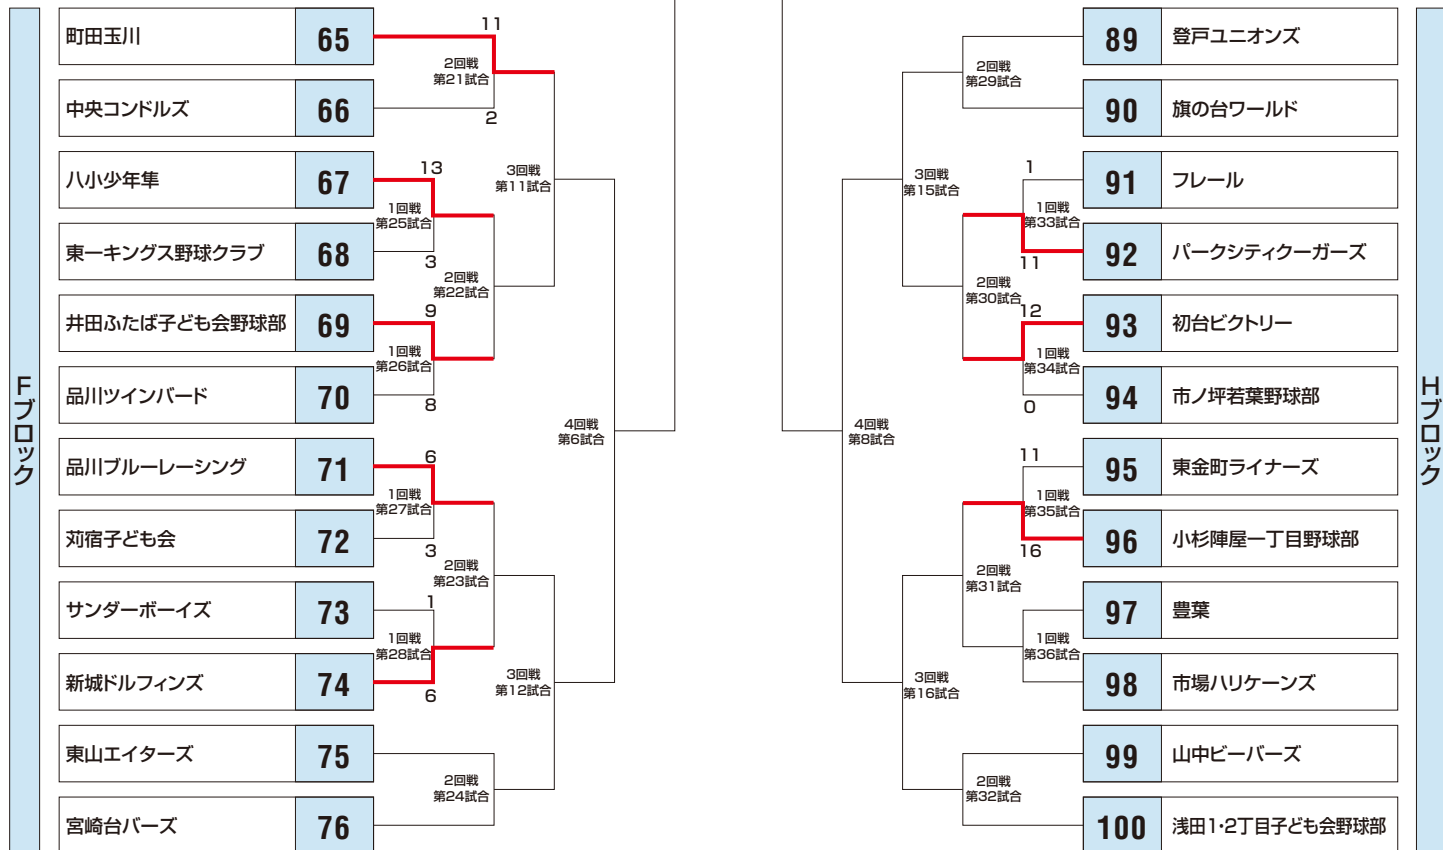 Fブロック
町田玉川
65
11
2回戦
第21試合
中央コンドルズ
66
2
八小少年隼
67
13
3回戦
第11試合
1回戦
第25試合
東一キングス野球クラブ
68
3
2回戦
第22試合
井田ふたば子ども会野球部
69
9
1回戦
第26試合
品川ツインバード
70
8
4回戦
第6試合
品川ブルーレーシング
71
6
1回戦
第27試合
苅宿子ども会
72
3
2回戦
第23試合
サンダーボーイズ
73
1
1回戦
第28試合
新城ドルフィンズ
74
6
3回戦
第12試合
東山エイターズ
75
2回戦
第24試合
宮崎台バーズ
76
89
登戸ユニオンズ
2回戦
第29試合
90
旗の台ワールド
3回戦
第15試合
1
91
フレール
1回戦
第33試合
11
92
パークシティクーガーズ
2回戦
第30試合
12
93
初台ビクトリー
1回戦
第34試合
0
94
市ノ坪若葉野球部
4回戦
第8試合
11
95
東金町ライナーズ
1回戦
第35試合
16
96
小杉陣屋一丁目野球部
2回戦
第31試合
97
豊葉
1回戦
第36試合
98
市場ハリケーンズ
3回戦
第16試合
99
山中ビーバーズ
2回戦
第32試合
100
浅田1・2丁目子ども会野球部
Hブロック